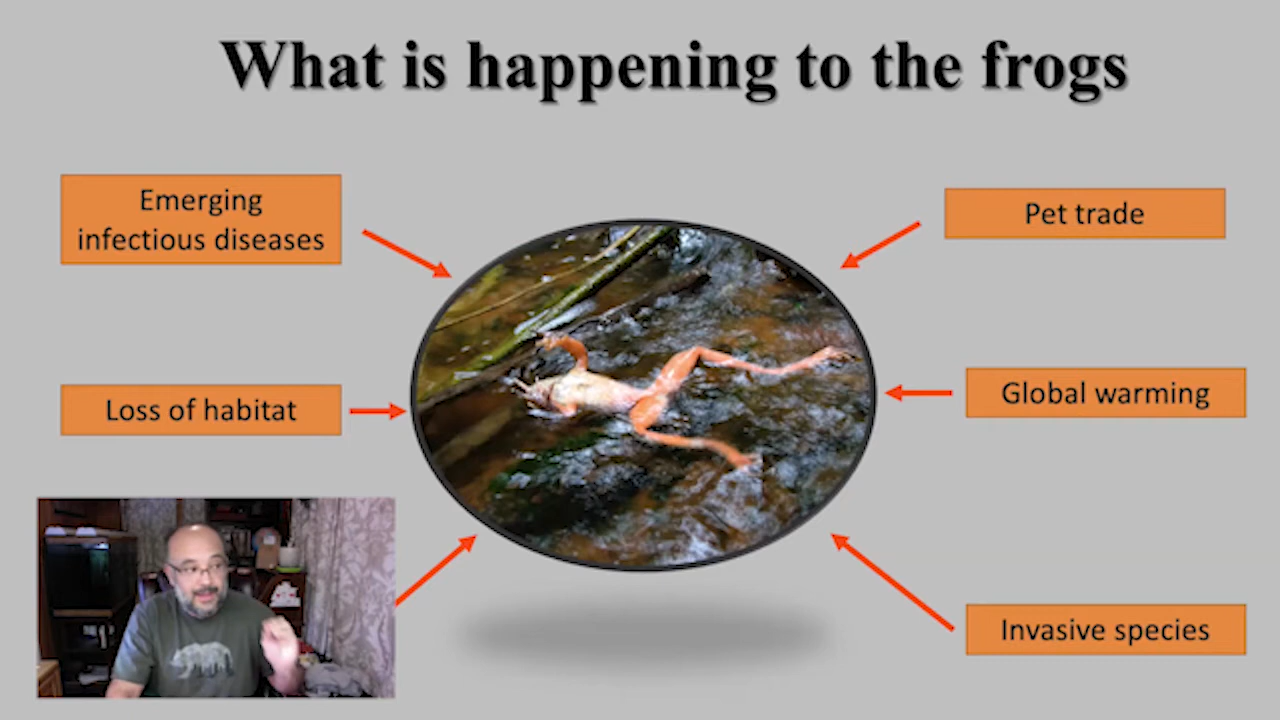 What is happening to the frogs
Emerging
infectious diseases
Pet trade
Loss of habitat
Global warming
Invasive species